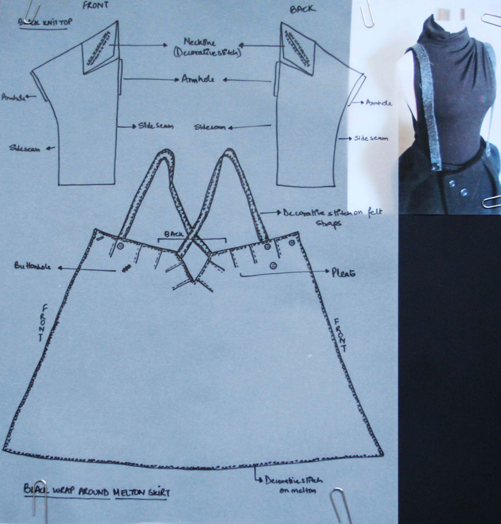 FRONT
BACK
BLACK KNIT TOP
Neckline
(Decorative stitch)
Armhole
Armhole
Armhole
Side seam
Side seam
Side seam
Side seam
Decorative stitch on felt
straps
BACK
Buttonhole
Pleats
FRONT
FRONT
Decorative stitch
on melton
BLACK WRAP AROUND MELTON SKIRT